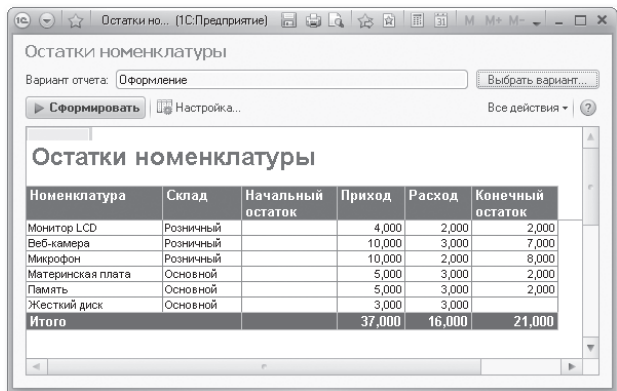 Остатки но... (1С:Предприятие) M M+ M-
Остатки номенклатуры
Вариант отчета: Оформление Выбрать вариант...
Сформировать Настройка... Все действия ?
Остатки номенклатуры
Номенклатура Склад Начальный остаток Приход Расход Конечный остаток
Монитор LCD Розничный 4,000 2,000 2,000
Веб-камера Розничный 10,000 3,000 7,000
Микрофон Розничный 10,000 2,000 8,000
Материнская плата Основной 5,000 3,000 2,000
Память Основной 5,000 3,000 2,000
Жесткий диск Основной 3,000 3,000
Итого 37,000 16,000 21,000